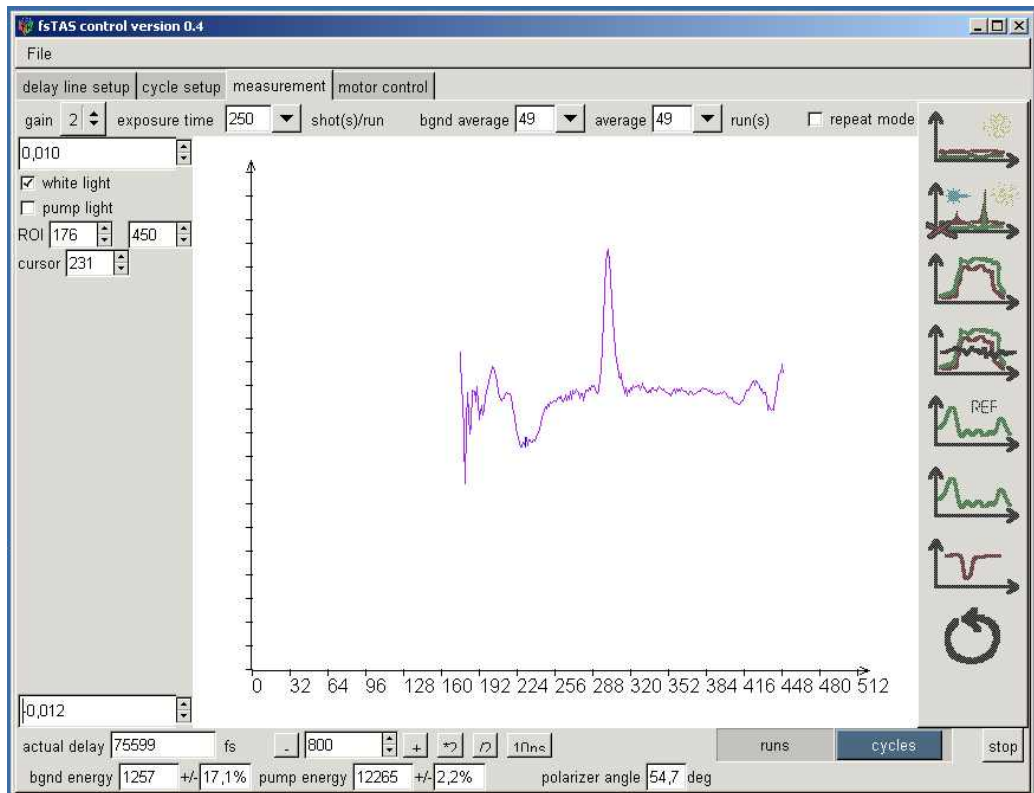 fsTAS control version 0.4
File
delay line setup cycle setup measurement motor control
gain 2 exposure time 250 shot(s)/run bgnd average 49 average 49 run(s) repeat mode
0,010
white light
pump light
ROI 176 450
cursor 231
REF
0 32 64 96 128 160 192 224 256 288 320 352 384 416 448 480 512
-0,012
actual delay 75599 fs - 800 + *2 /2 10ns runs cycles stop
bgnd energy 1257 +/- 17,1% pump energy 12265 +/- 2,2% polarizer angle 54,7 deg